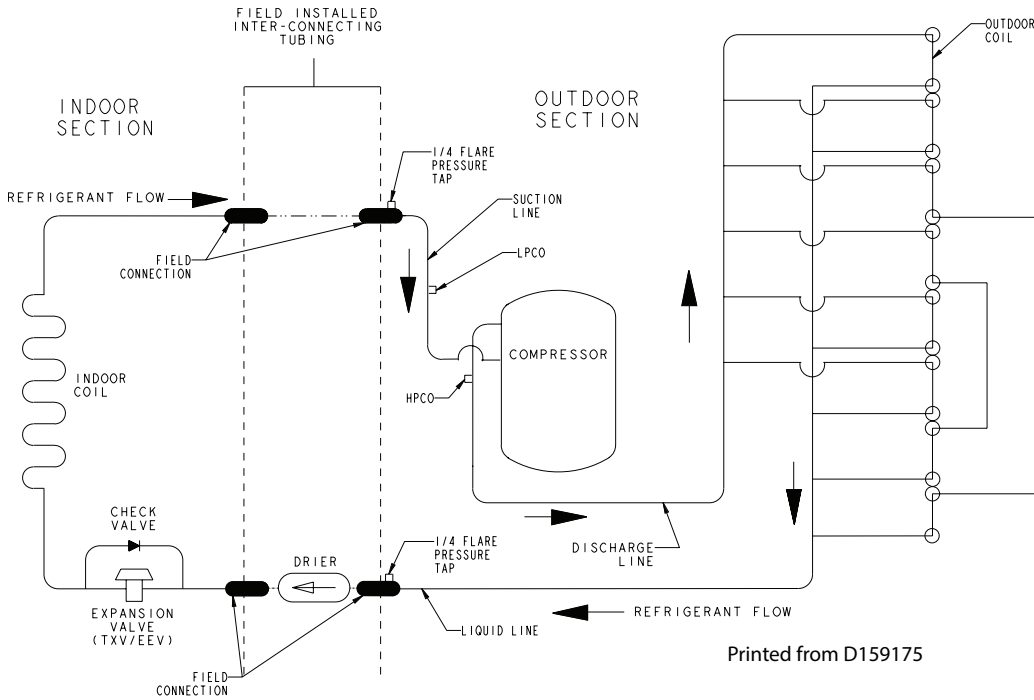 FIELD INSTALLED
INTER-CONNECTING
TUBING
OUTDOOR
COIL
INDOOR
SECTION
OUTDOOR
SECTION
1/4 FLARE
PRESSURE
TAP
REFRIGERANT FLOW
SUCTION
LINE
FIELD
CONNECTION
LPCO
COMPRESSOR
INDOOR
COIL
HPCO
CHECK
VALVE
DRIER
1/4 FLARE
PRESSURE
TAP
DISCHARGE
LINE
EXPANSION
VALVE
(TXV/EEV)
LIQUID LINE
REFRIGERANT FLOW
FIELD
CONNECTION
Printed from D159175